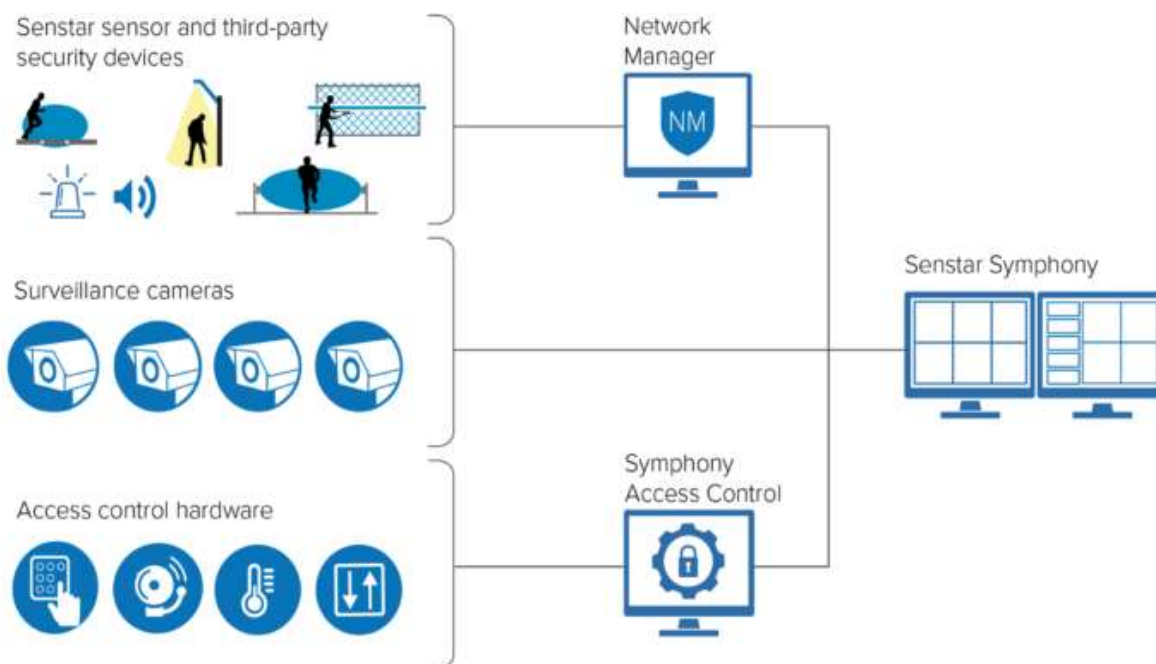 Senstar sensor and third-party
security devices
Network
Manager
NM
Senstar Symphony
Surveillance cameras
Symphony
Access Control
Access control hardware